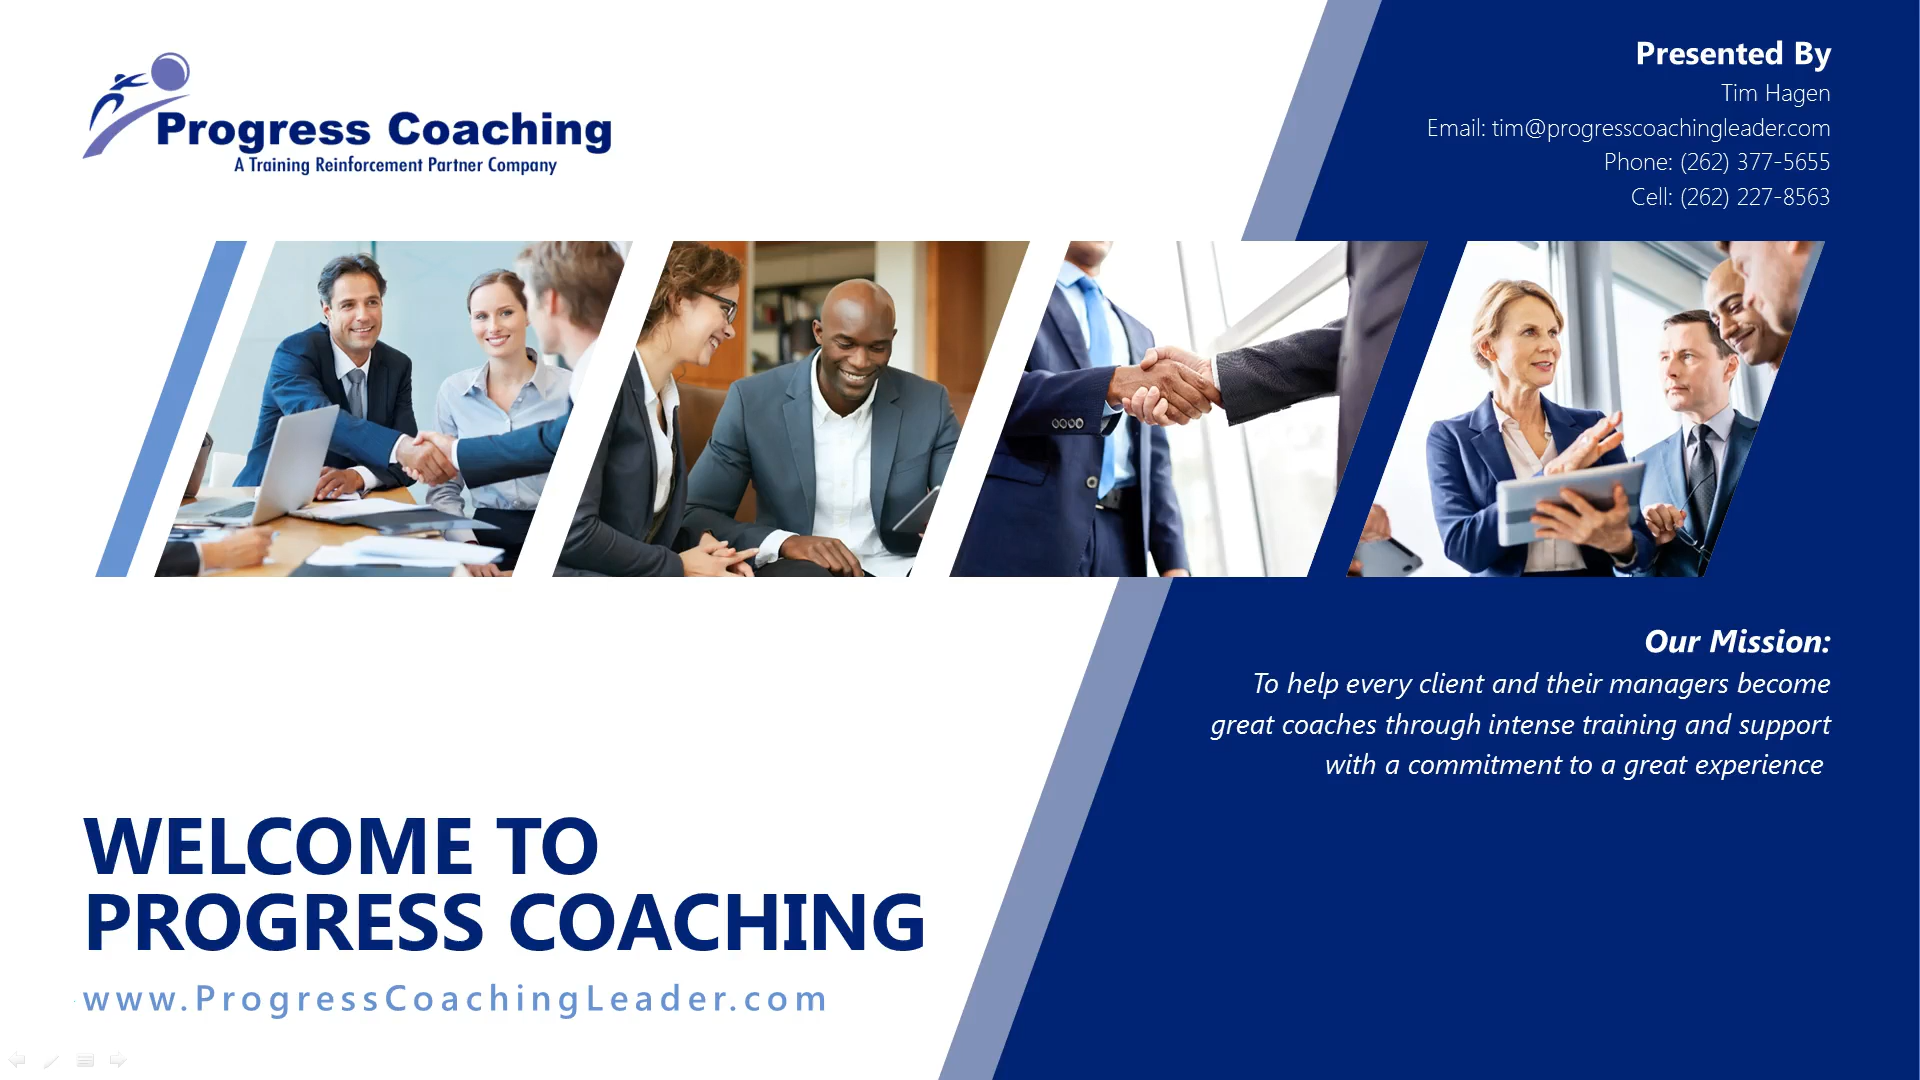 Progress Coaching
A Training Reinforcement Partner Company
Presented By
Tim Hagen
Email: tim@progresscoachingleader.com
Phone: (262) 377-5655
Cell: (262) 227-8563
Our Mission:
To help every client and their managers become
great coaches through intense training and support
with a commitment to a great experience
WELCOME TO
PROGRESS COACHING
www.ProgressCoachingLeader.com